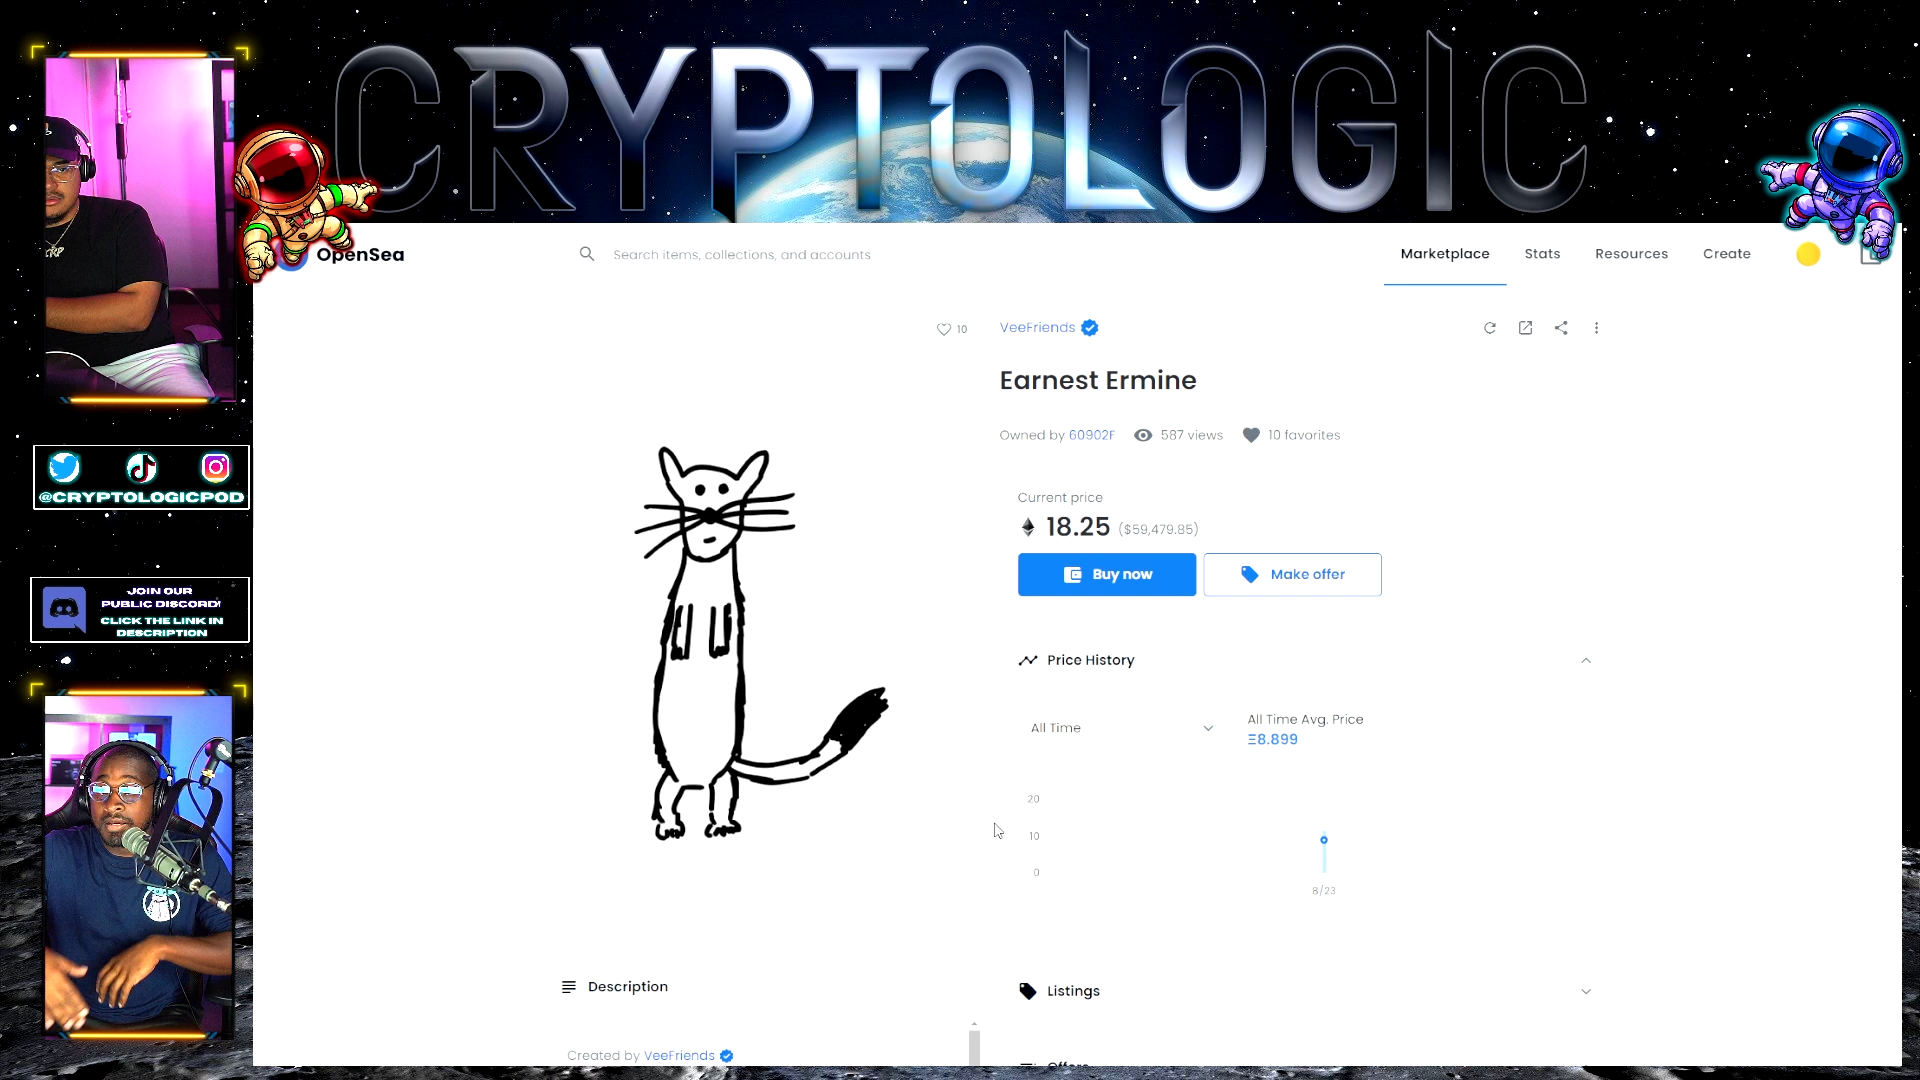 CRYPTOLOGIC
OpenSea
Search items, collections, and accounts
Marketplace
Stats
Resources
Create
10
VeeFriends
Earnest Ermine
Owned by 60902F
587 views
10 favorites
Current price
18.25 ($59,479.85)
Buy now
Make offer
Price History
All Time
All Time Avg. Price
Ξ8.899
20
10
0
8/23
Description
Listings
Created by VeeFriends
Offers
@CRYPTOLOGICPOD
JOIN OUR
PUBLIC DISCORD!
CLICK THE LINK IN
DESCRIPTION